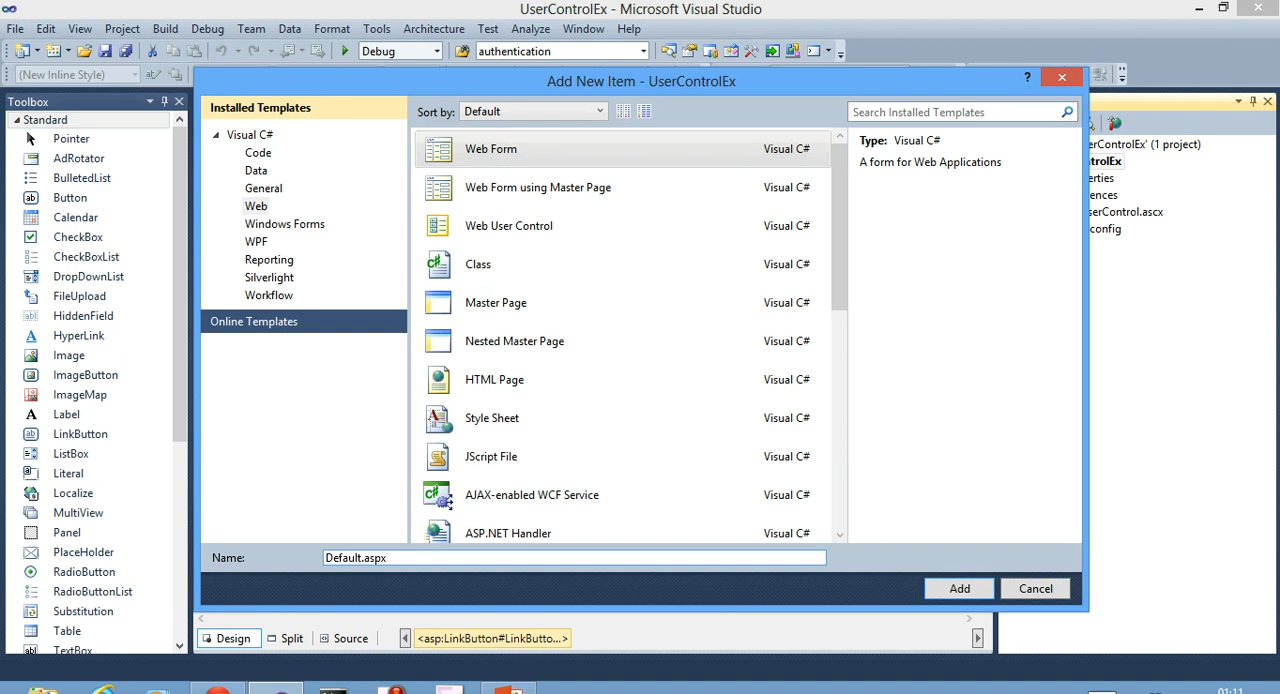 UserControlEx - Microsoft Visual Studio
File Edit View Project Build Debug Team Data Format Tools Architecture Test Analyze Window Help
Debug authentication
(New Inline Style)
Add New Item - UserControlEx
Toolbox
Standard
Pointer
AdRotator
BulletedList
Button
Calendar
CheckBox
CheckBoxList
DropDownList
FileUpload
HiddenField
HyperLink
Image
ImageButton
ImageMap
Label
LinkButton
ListBox
Literal
Localize
MultiView
Panel
PlaceHolder
RadioButton
RadioButtonList
Substitution
Table
TextBox
Installed Templates
Visual C#
Code
Data
General
Web
Windows Forms
WPF
Reporting
Silverlight
Workflow
Online Templates
Sort by: Default
Web Form Visual C#
Web Form using Master Page Visual C#
Web User Control Visual C#
Class Visual C#
Master Page Visual C#
Nested Master Page Visual C#
HTML Page Visual C#
Style Sheet Visual C#
JScript File Visual C#
AJAX-enabled WCF Service Visual C#
ASP.NET Handler Visual C#
Search Installed Templates
Type: Visual C#
A form for Web Applications
Name: Default.aspx
Add Cancel
serControlEx' (1 project)
trolEx
erties
ences
serControl.ascx
config
Design Split Source <asp:LinkButton#LinkButto...>
01:11